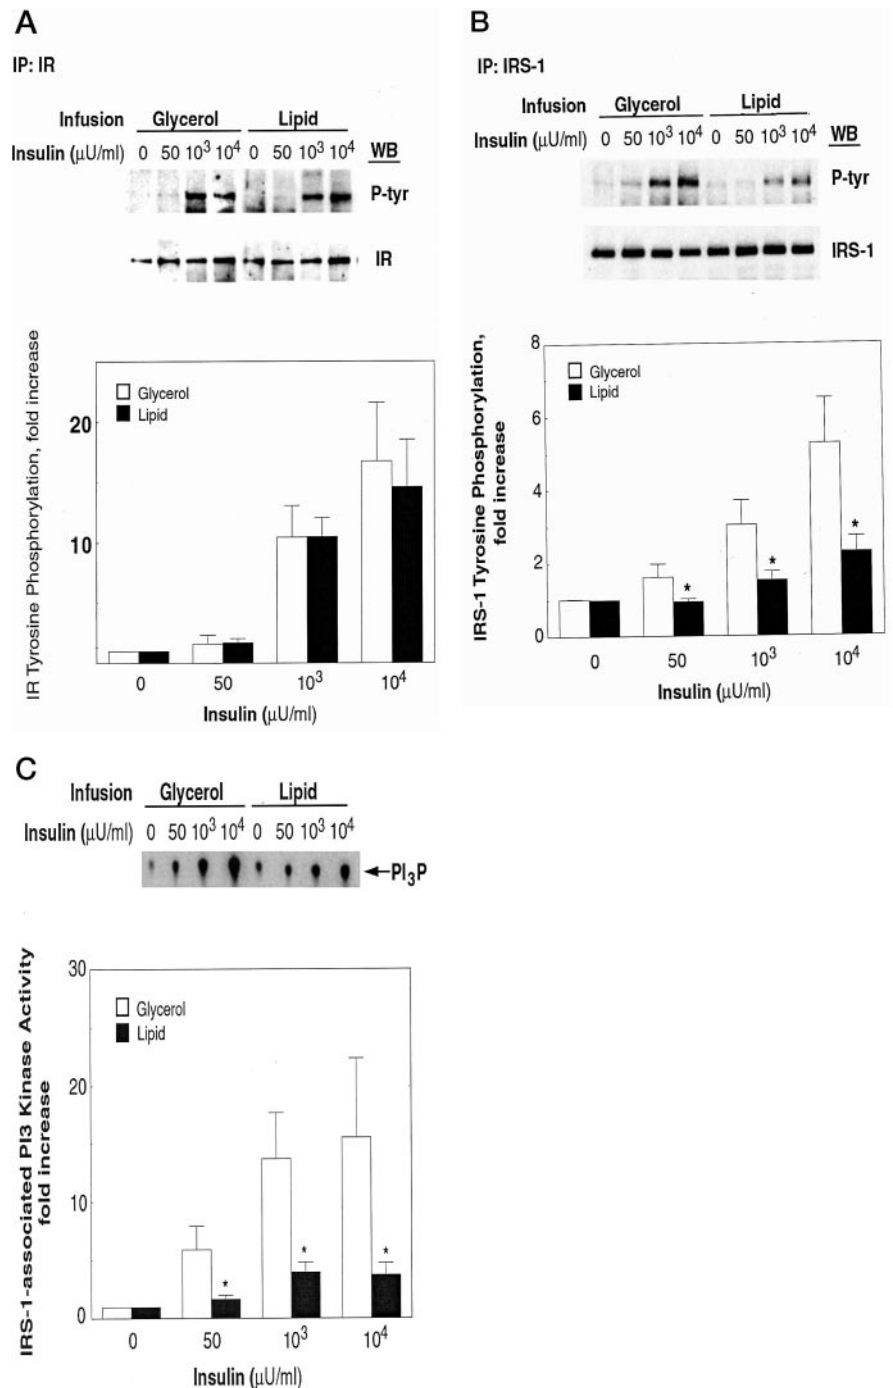 A
IP: IR
Infusion Glycerol Lipid
Insulin (μU/ml) 0 50 10³ 10⁴ 0 50 10³ 10⁴ WB
P-tyr
IR
IR Tyrosine Phosphorylation, fold increase
20
10
Glycerol
Lipid
0 50 10³ 10⁴
Insulin (μU/ml)
B
IP: IRS-1
Infusion Glycerol Lipid
Insulin (μU/ml) 0 50 10³ 10⁴ 0 50 10³ 10⁴ WB
P-tyr
IRS-1
IRS-1 Tyrosine Phosphorylation,
fold increase
8
6
4
2
0
Glycerol
Lipid
* * *
0 50 10³ 10⁴
Insulin (μU/ml)
C
Infusion Glycerol Lipid
Insulin (μU/ml) 0 50 10³ 10⁴ 0 50 10³ 10⁴
PI₃P
IRS-1-associated PI3 Kinase Activity
fold increase
30
20
10
0
Glycerol
Lipid
* * *
0 50 10³ 10⁴
Insulin (μU/ml)